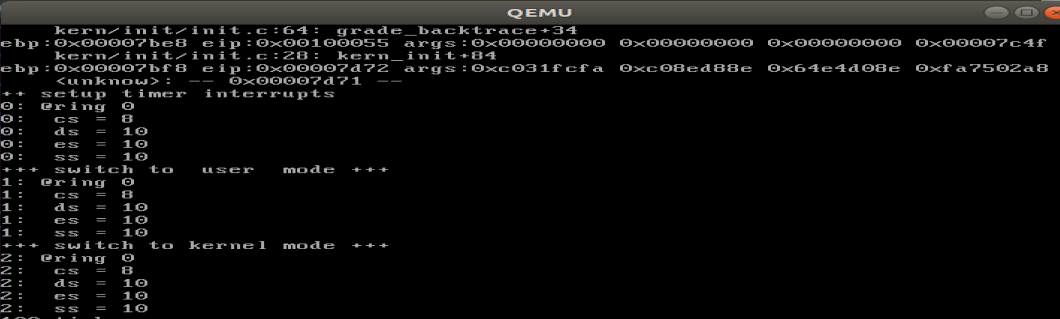 QEMU
kern/init/init.c:64: grade_backtrace+34
ebp:0x00007be8 eip:0x00100055 args:0x00000000 0x00000000 0x00000000 0x00007c4f
kern/init/init.c:28: kern_init+84
ebp:0x00007bf8 eip:0x00007d72 args:0xc031fcfa 0xc08ed88e 0x64e4d08e 0xfa7502a8
<unknow>: -- 0x00007d71 --
++ setup timer interrupts
0: @ring 0
0:  cs = 8
0:  ds = 10
0:  es = 10
0:  ss = 10
+++ switch to  user  mode +++
1: @ring 0
1:  cs = 8
1:  ds = 10
1:  es = 10
1:  ss = 10
+++ switch to kernel mode +++
2: @ring 0
2:  cs = 8
2:  ds = 10
2:  es = 10
2:  ss = 10